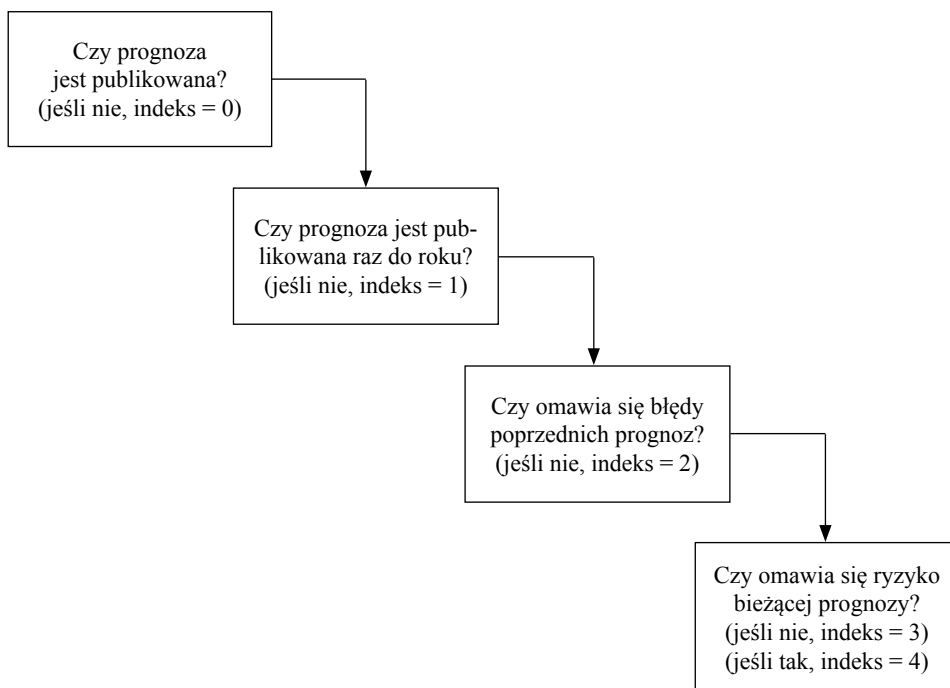 Czy prognoza
jest publikowana?
(jeśli nie, indeks = 0)
Czy prognoza jest pub-
likowana raz do roku?
(jeśli nie, indeks = 1)
Czy omawia się błędy
poprzednich prognoz?
(jeśli nie, indeks = 2)
Czy omawia się ryzyko
bieżącej prognozy?
(jeśli nie, indeks = 3)
(jeśli tak, indeks = 4)